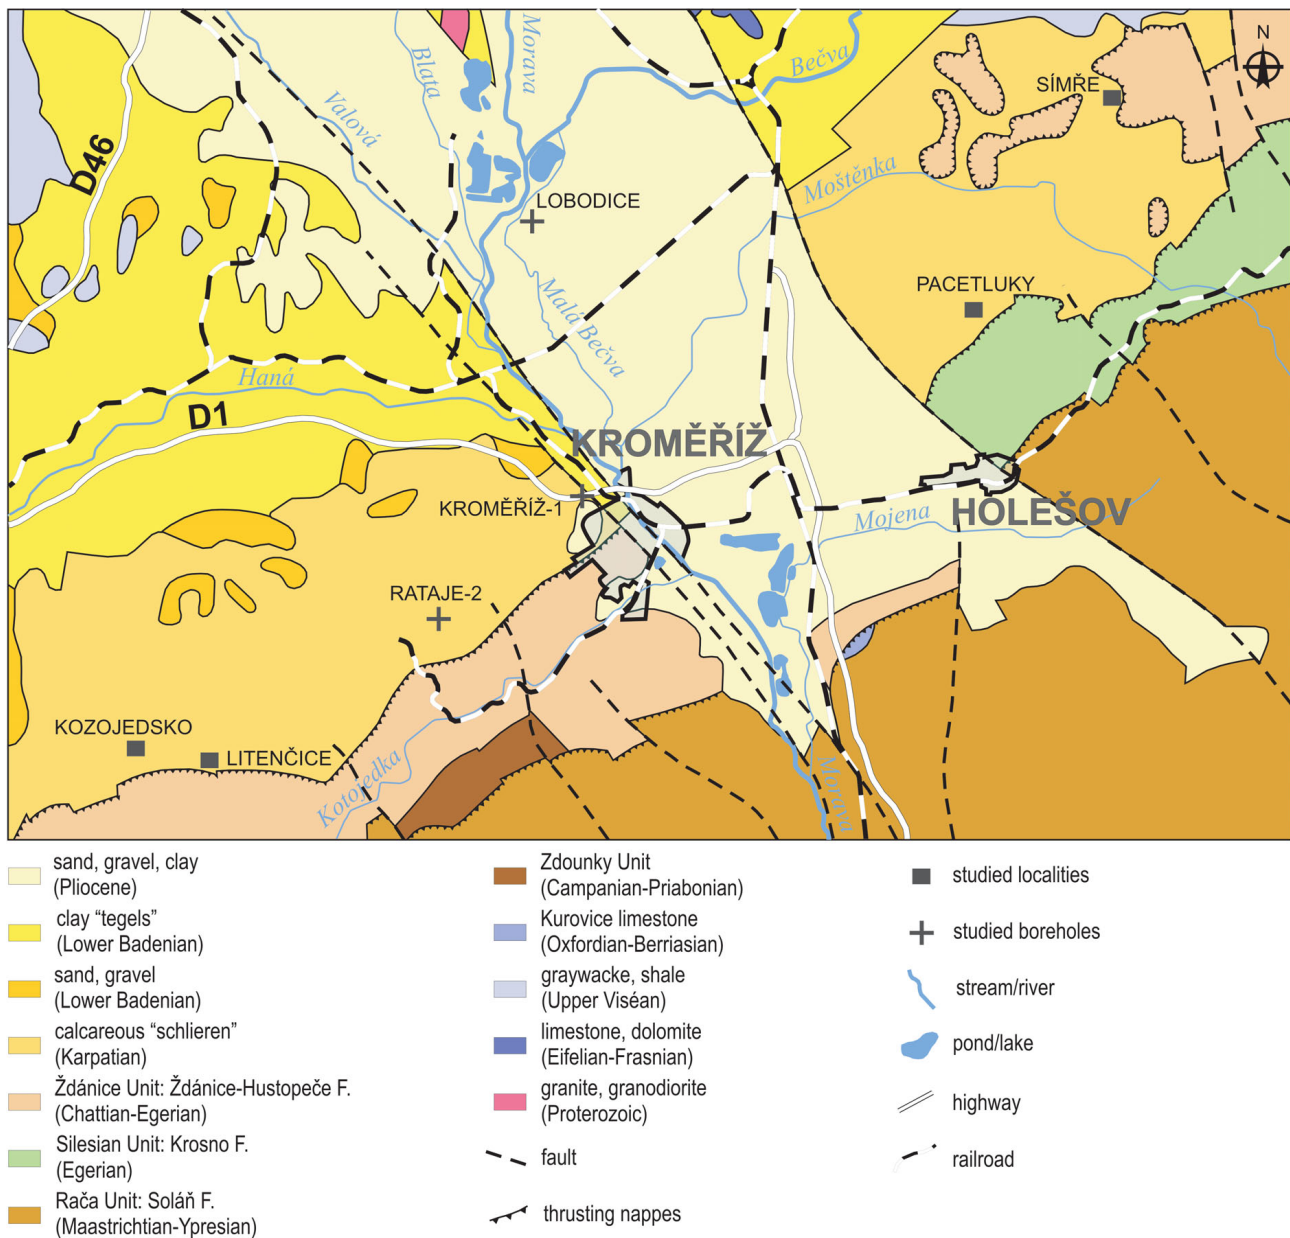 N
Morava
Blata
Bečva
SÍMŘE
Valová
D46
Moštěnka
LOBODICE
PACETLUKY
Malá Bečva
Haná
D1
KROMĚŘÍŽ
KROMĚŘÍŽ-1
HOLEŠOV
Mojena
RATAJE-2
KOZOJEDSKO
LITENČICE
Kotojedka
Morava
sand, gravel, clay
(Pliocene)
clay “tegels”
(Lower Badenian)
sand, gravel
(Lower Badenian)
calcareous “schlieren”
(Karpatian)
Ždánice Unit: Ždánice-Hustopeče F.
(Chattian-Egerian)
Silesian Unit: Krosno F.
(Egerian)
Rača Unit: Soláň F.
(Maastrichtian-Ypresian)
Zdounky Unit
(Campanian-Priabonian)
Kurovice limestone
(Oxfordian-Berriasian)
graywacke, shale
(Upper Viséan)
limestone, dolomite
(Eifelian-Frasnian)
granite, granodiorite
(Proterozoic)
fault
thrusting nappes
studied localities
studied boreholes
stream/river
pond/lake
highway
railroad